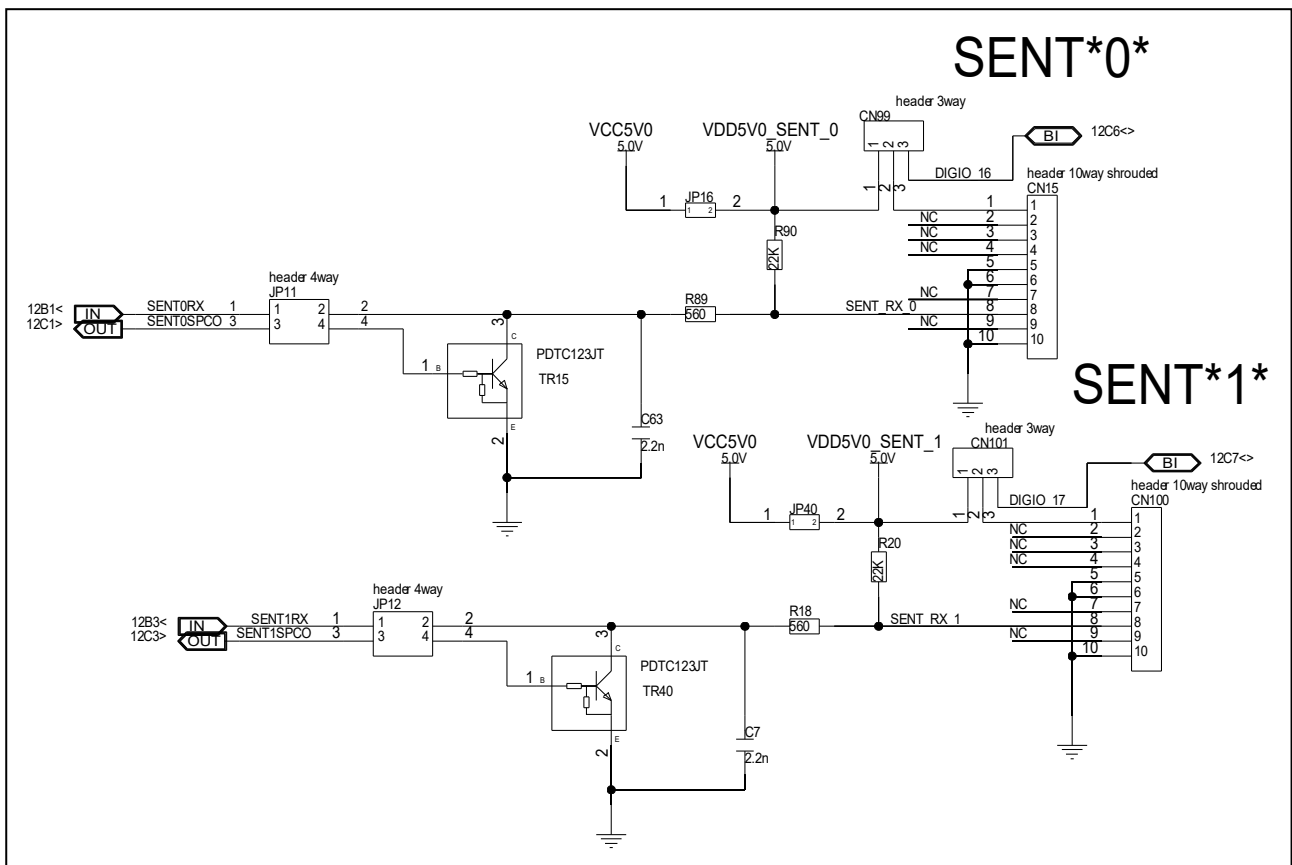 SENT*0*
header 3way
CN99
VCC5V0
5.0V
VDD5V0_SENT_0
5.0V
1 2 3
BI
12C6<>
DIGIO_16
header 10way shrouded
CN15
1 JP16 2
1 2
1 2 3
1 1
NC 2 2
NC 3 3
NC 4 4
5 5
6 6
NC 7 7
SENT_RX_0 8 8
NC 9 9
10 10
R90
22K
R89
560
header 4way
JP11
12B1< IN SENT0RX 1 1 2 2
12C1> OUT SENT0SPCO 3 3 4 4
3
C
1 B
PDTC123JT
TR15
E
2
C63
2.2n
SENT*1*
header 3way
CN101
VCC5V0
5.0V
VDD5V0_SENT_1
5.0V
1 2 3
BI
12C7<>
DIGIO_17
header 10way shrouded
CN100
1 JP40 2
1 2
1 2 3
1 1
NC 2 2
NC 3 3
NC 4 4
5 5
6 6
NC 7 7
SENT_RX_1 8 8
NC 9 9
10 10
R20
22K
R18
560
header 4way
JP12
12B3< IN SENT1RX 1 1 2 2
12C3> OUT SENT1SPCO 3 3 4 4
3
C
1 B
PDTC123JT
TR40
E
2
C7
2.2n